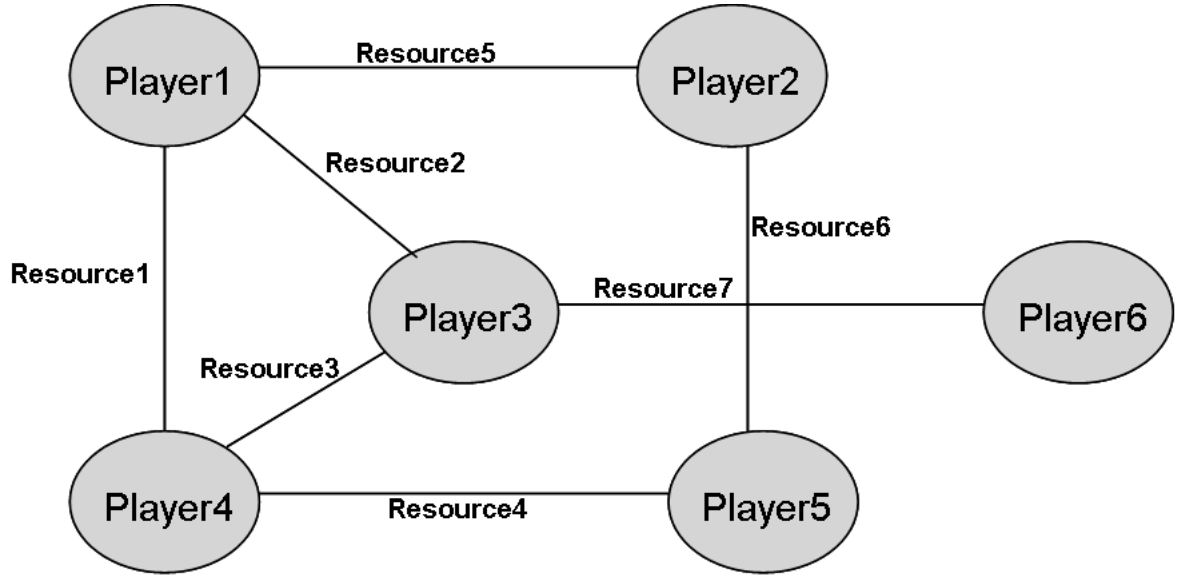 Resource5
Player1
Player2
Resource2
Resource6
Resource1
Resource7
Player3
Player6
Resource3
Player4
Resource4
Player5